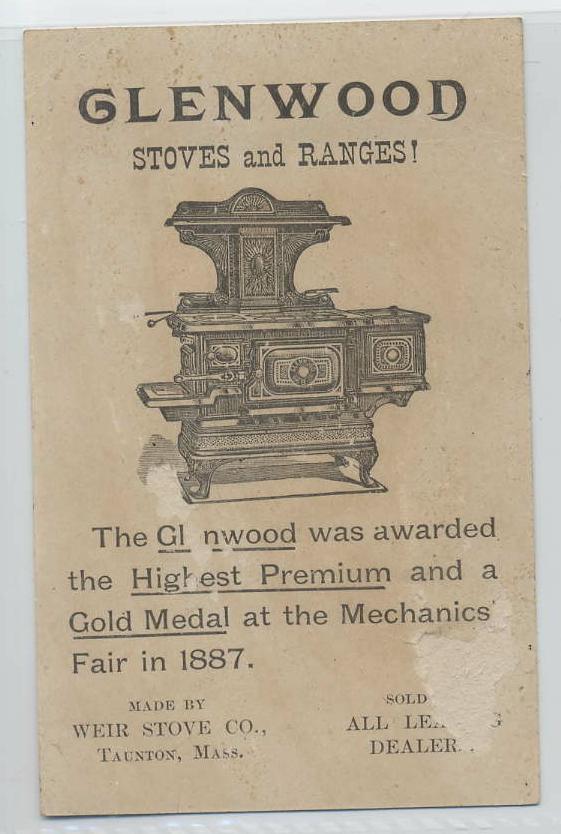 GLENWOOD
STOVES and RANGES!
The Gl nwood was awarded
the Highest Premium and a
Gold Medal at the Mechanics'
Fair in 1887.
MADE BY
WEIR STOVE CO.,
TAUNTON, MASS.
SOLD
ALL
DEALER